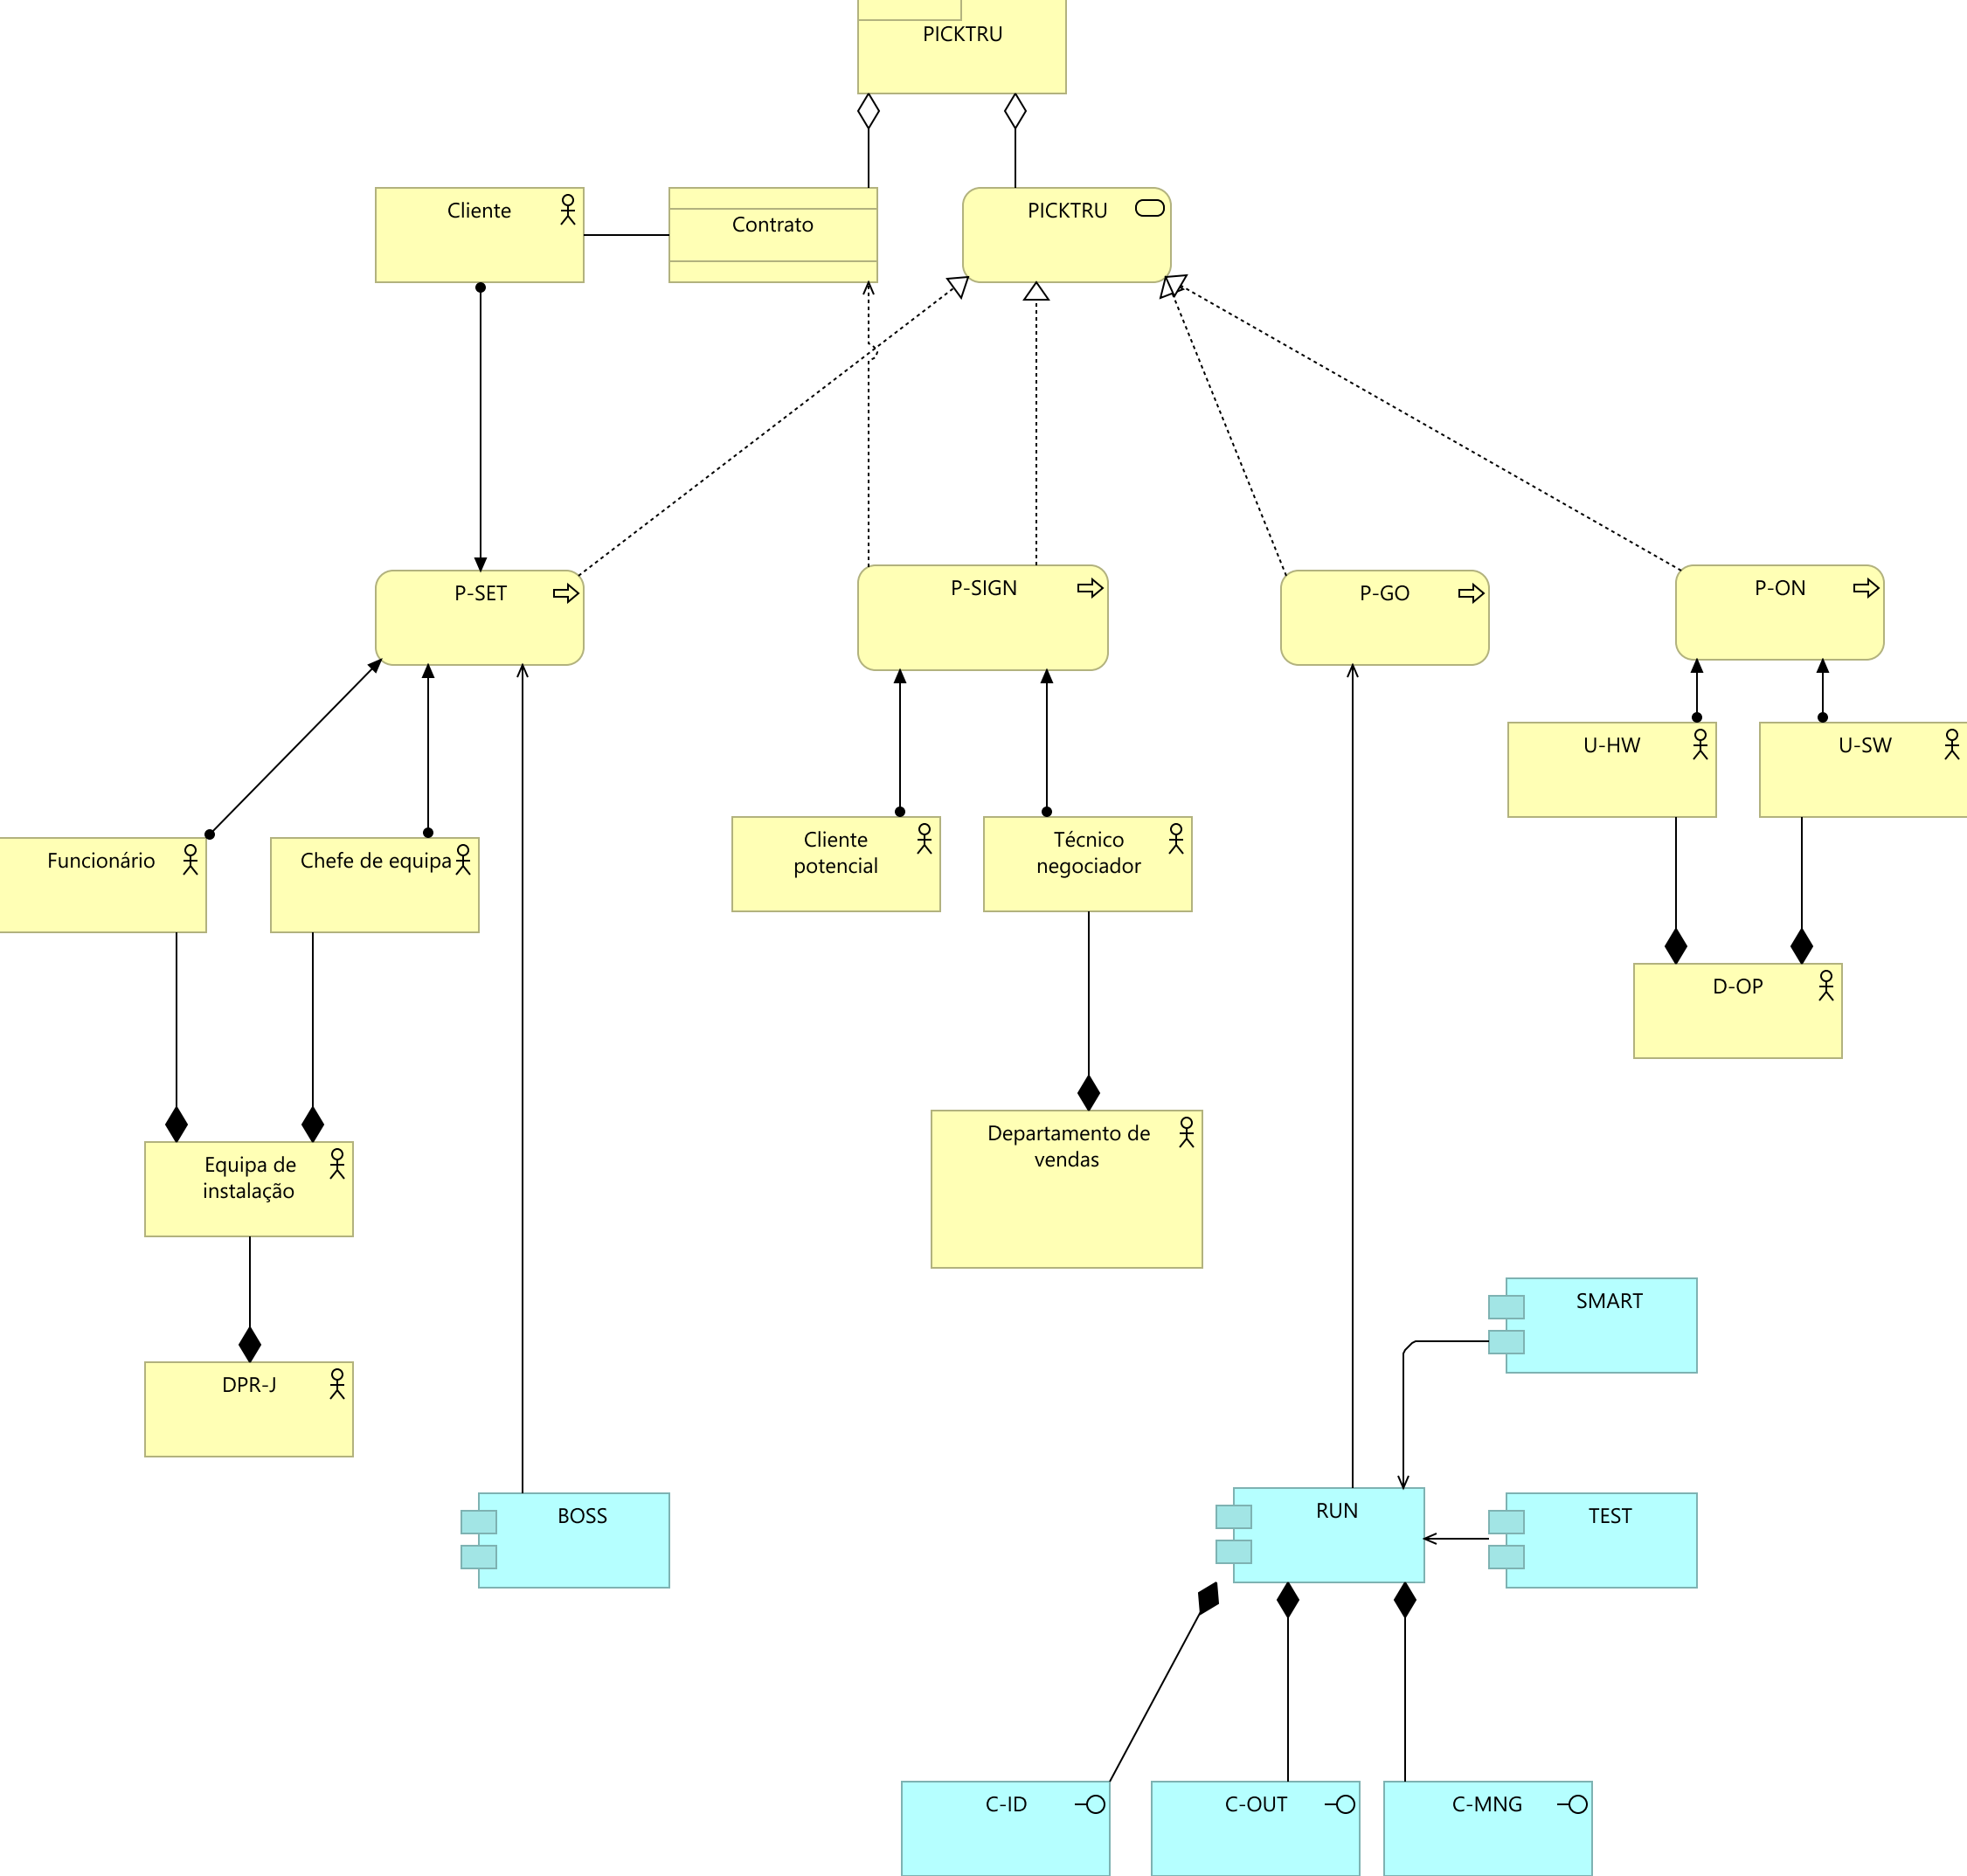 PICKTRU
Cliente
Contrato
PICKTRU
P-SET
P-SIGN
P-GO
P-ON
U-HW
U-SW
Funcionário
Chefe de equipa
Cliente
potencial
Técnico
negociador
D-OP
Equipa de
instalação
Departamento de
vendas
SMART
DPR-J
BOSS
RUN
TEST
C-ID
C-OUT
C-MNG